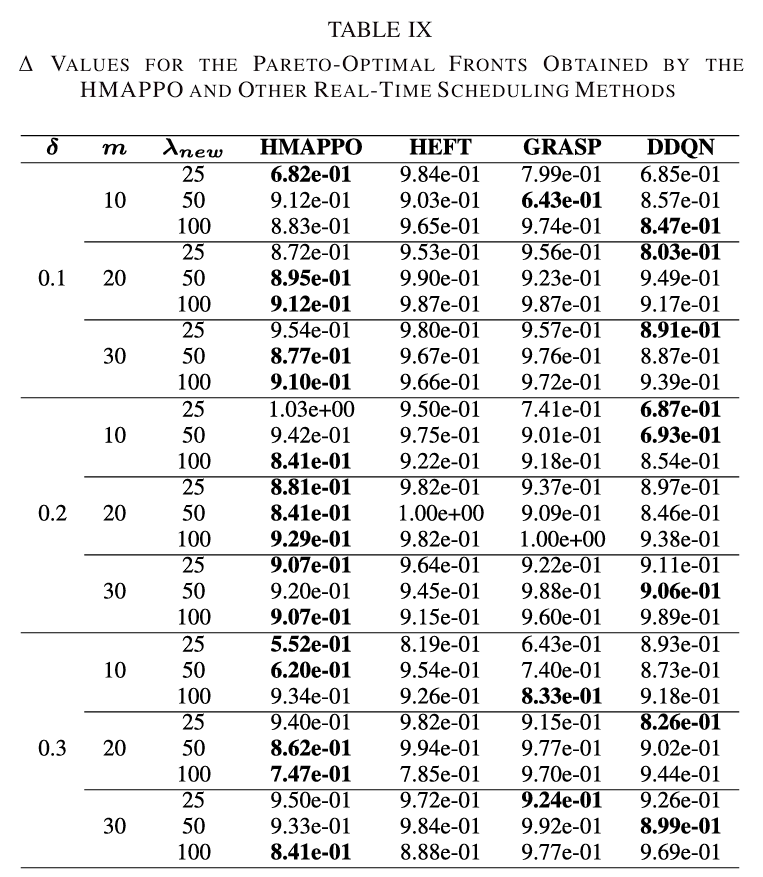 TABLE IX
Δ VALUES FOR THE PARETO-OPTIMAL FRONTS OBTAINED BY THE
HMAPPO AND OTHER REAL-TIME SCHEDULING METHODS
δ m λnew HMAPPO HEFT GRASP DDQN
25 6.82e-01 9.84e-01 7.99e-01 6.85e-01
10 50 9.12e-01 9.03e-01 6.43e-01 8.57e-01
100 8.83e-01 9.65e-01 9.74e-01 8.47e-01
25 8.72e-01 9.53e-01 9.56e-01 8.03e-01
0.1 20 50 8.95e-01 9.90e-01 9.23e-01 9.49e-01
100 9.12e-01 9.87e-01 9.87e-01 9.17e-01
25 9.54e-01 9.80e-01 9.57e-01 8.91e-01
30 50 8.77e-01 9.67e-01 9.76e-01 8.87e-01
100 9.10e-01 9.66e-01 9.72e-01 9.39e-01
25 1.03e+00 9.50e-01 7.41e-01 6.87e-01
10 50 9.42e-01 9.75e-01 9.01e-01 6.93e-01
100 8.41e-01 9.22e-01 9.18e-01 8.54e-01
25 8.81e-01 9.82e-01 9.37e-01 8.97e-01
0.2 20 50 8.41e-01 1.00e+00 9.09e-01 8.46e-01
100 9.29e-01 9.82e-01 1.00e+00 9.38e-01
25 9.07e-01 9.64e-01 9.22e-01 9.11e-01
30 50 9.20e-01 9.45e-01 9.88e-01 9.06e-01
100 9.07e-01 9.15e-01 9.60e-01 9.89e-01
25 5.52e-01 8.19e-01 6.43e-01 8.93e-01
10 50 6.20e-01 9.54e-01 7.40e-01 8.73e-01
100 9.34e-01 9.26e-01 8.33e-01 9.18e-01
25 9.40e-01 9.82e-01 9.15e-01 8.26e-01
0.3 20 50 8.62e-01 9.94e-01 9.77e-01 9.02e-01
100 7.47e-01 7.85e-01 9.70e-01 9.44e-01
25 9.50e-01 9.72e-01 9.24e-01 9.26e-01
30 50 9.33e-01 9.84e-01 9.92e-01 8.99e-01
100 8.41e-01 8.88e-01 9.77e-01 9.69e-01